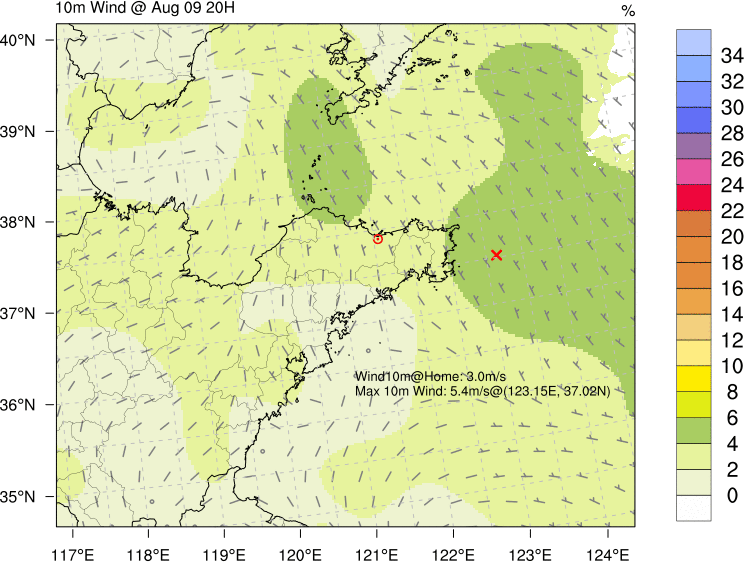 10m Wind @ Aug 09 20H
%
40°N
39°N
38°N
37°N
36°N
35°N
117°E
118°E
119°E
120°E
121°E
122°E
123°E
124°E
Wind10m@Home: 3.0m/s
Max 10m Wind: 5.4m/s@(123.15E, 37.02N)
34
32
30
28
26
24
22
20
18
16
14
12
10
8
6
4
2
0